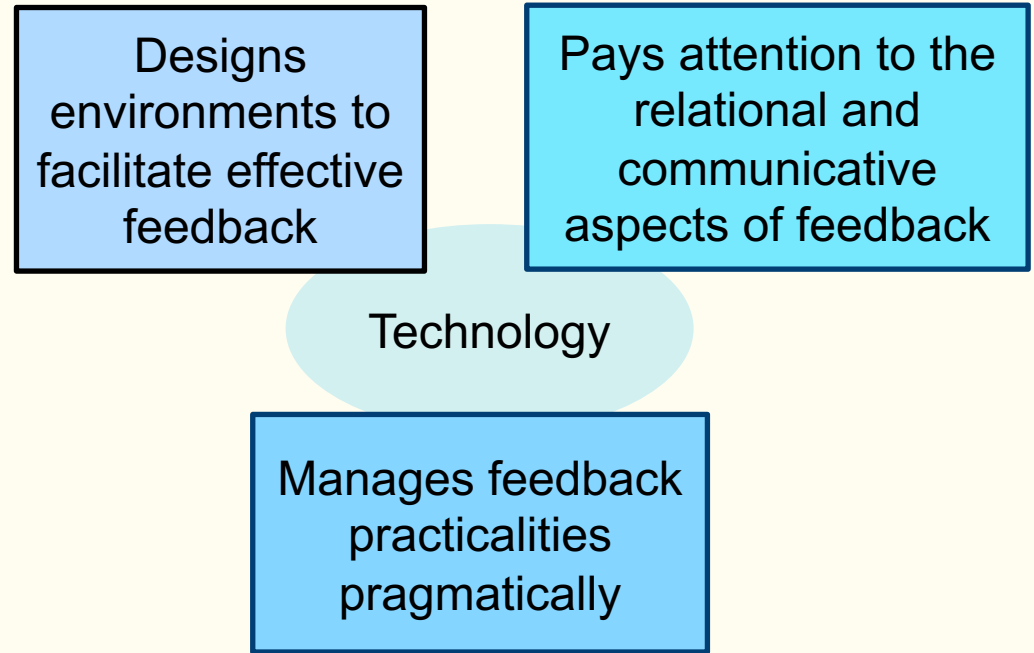 Designs
environments to
facilitate effective
feedback
Pays attention to the
relational and
communicative
aspects of feedback
Technology
Manages feedback
practicalities
pragmatically